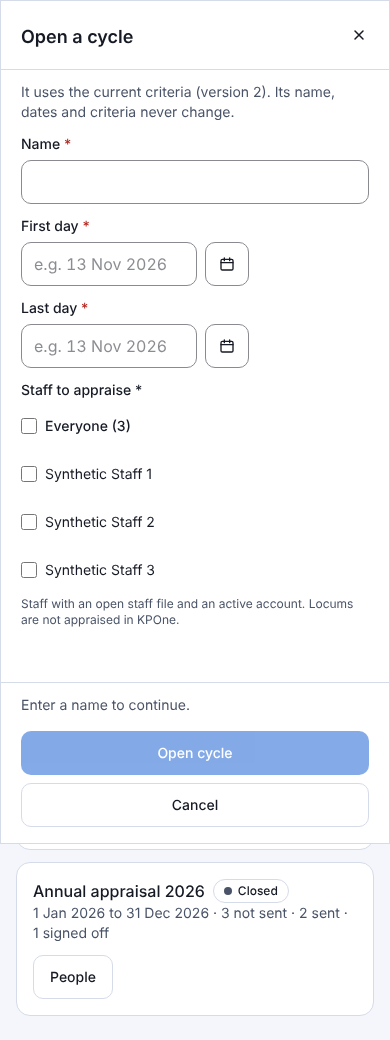 Open a cycle
It uses the current criteria (version 2). Its name,
dates and criteria never change.
Name *
First day *
e.g. 13 Nov 2026
Last day *
e.g. 13 Nov 2026
Staff to appraise *
Everyone (3)
Synthetic Staff 1
Synthetic Staff 2
Synthetic Staff 3
Staff with an open staff file and an active account. Locums
are not appraised in KPOne.
Enter a name to continue.
Open cycle
Cancel
Annual appraisal 2026 Closed
1 Jan 2026 to 31 Dec 2026 · 3 not sent · 2 sent ·
1 signed off
People